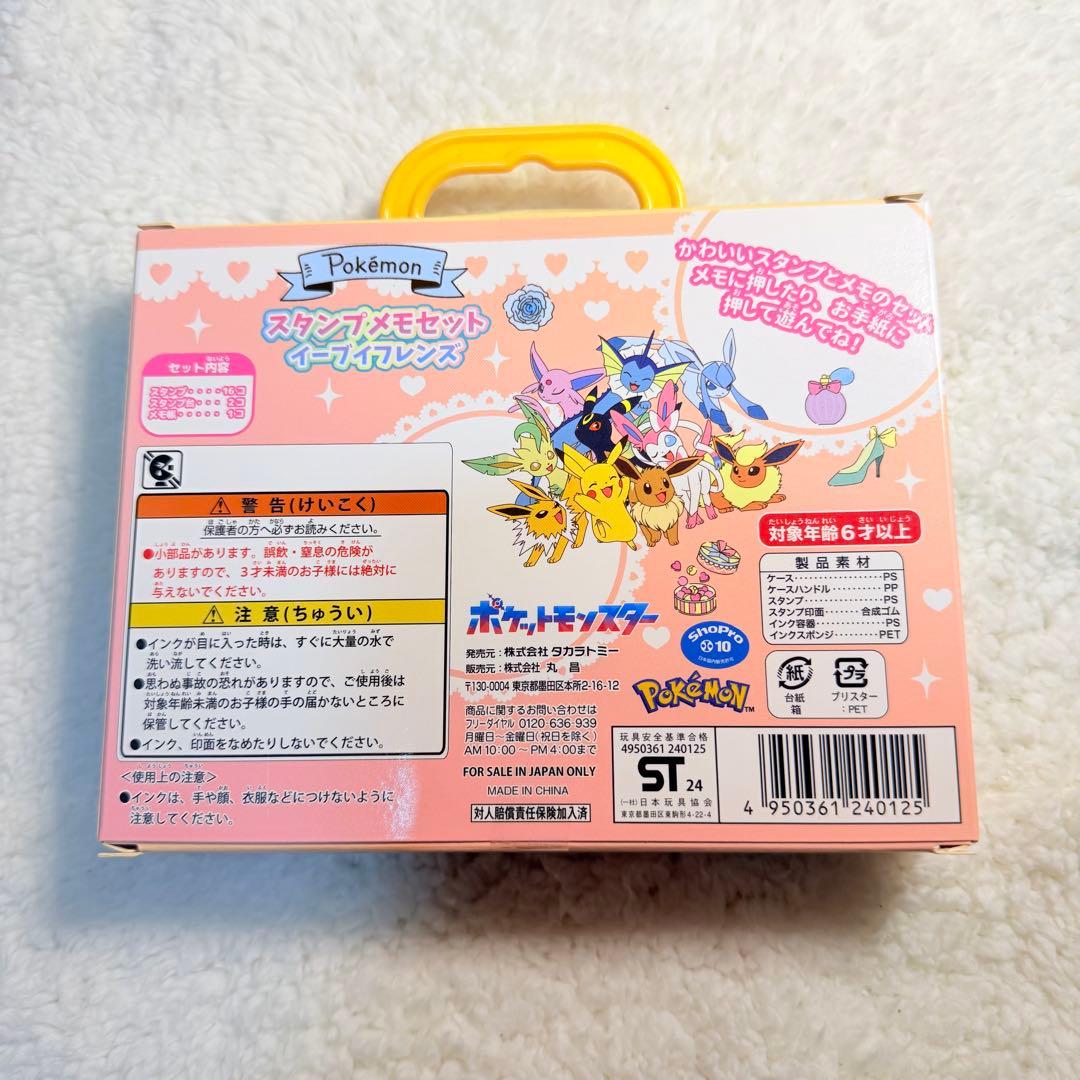 Pokémon
スタンプメモセット
イーブイフレンズ
かわいいスタンプとメモのセット
メモに押したり、お手紙に
押して遊んでね!
セット内容
スタンプ・・・・16コ
スタンプ台・・・2コ
メモ帳・・・・・1コ
警告(けいこく)
保護者の方へ必ずお読みください。
●小部品があります。誤飲・窒息の危険が
ありますので、3才未満のお子様には絶対に
与えないでください。
注意(ちゅうい)
●インクが目に入った時は、すぐに大量の水で
洗い流してください。
●思わぬ事故の恐れがありますので、ご使用後は
対象年齢未満のお子様の手の届かないところに
保管してください。
●インク、印面をなめたりしないでください。
<使用上の注意>
●インクは、手や顔、衣服などにつけないように
注意してください。
ポケットモンスター
発売元:株式会社 タカラトミー
販売元:株式会社 丸昌
〒130-0004 東京都墨田区本所2-16-12
商品に関するお問い合わせは
フリーダイヤル 0120-636-939
月曜日~金曜日(祝日を除く)
AM 10:00 ~ PM 4:00まで
FOR SALE IN JAPAN ONLY
MADE IN CHINA
対人賠償責任保険加入済
対象年齢6才以上
製品素材
ケース PS
ケースハンドル PP
スタンプ PS
スタンプ印面 合成ゴム
インク容器 PS
インクスポンジ PET
ShoPro
10
日本国内販売許可
POKéMON™
紙
台紙
箱
プラ
ブリスター
:PET
玩具安全基準合格
4950361 240125
ST 24
(一社)日本玩具協会
東京都墨田区東駒形4-22-4
4 950361 240125